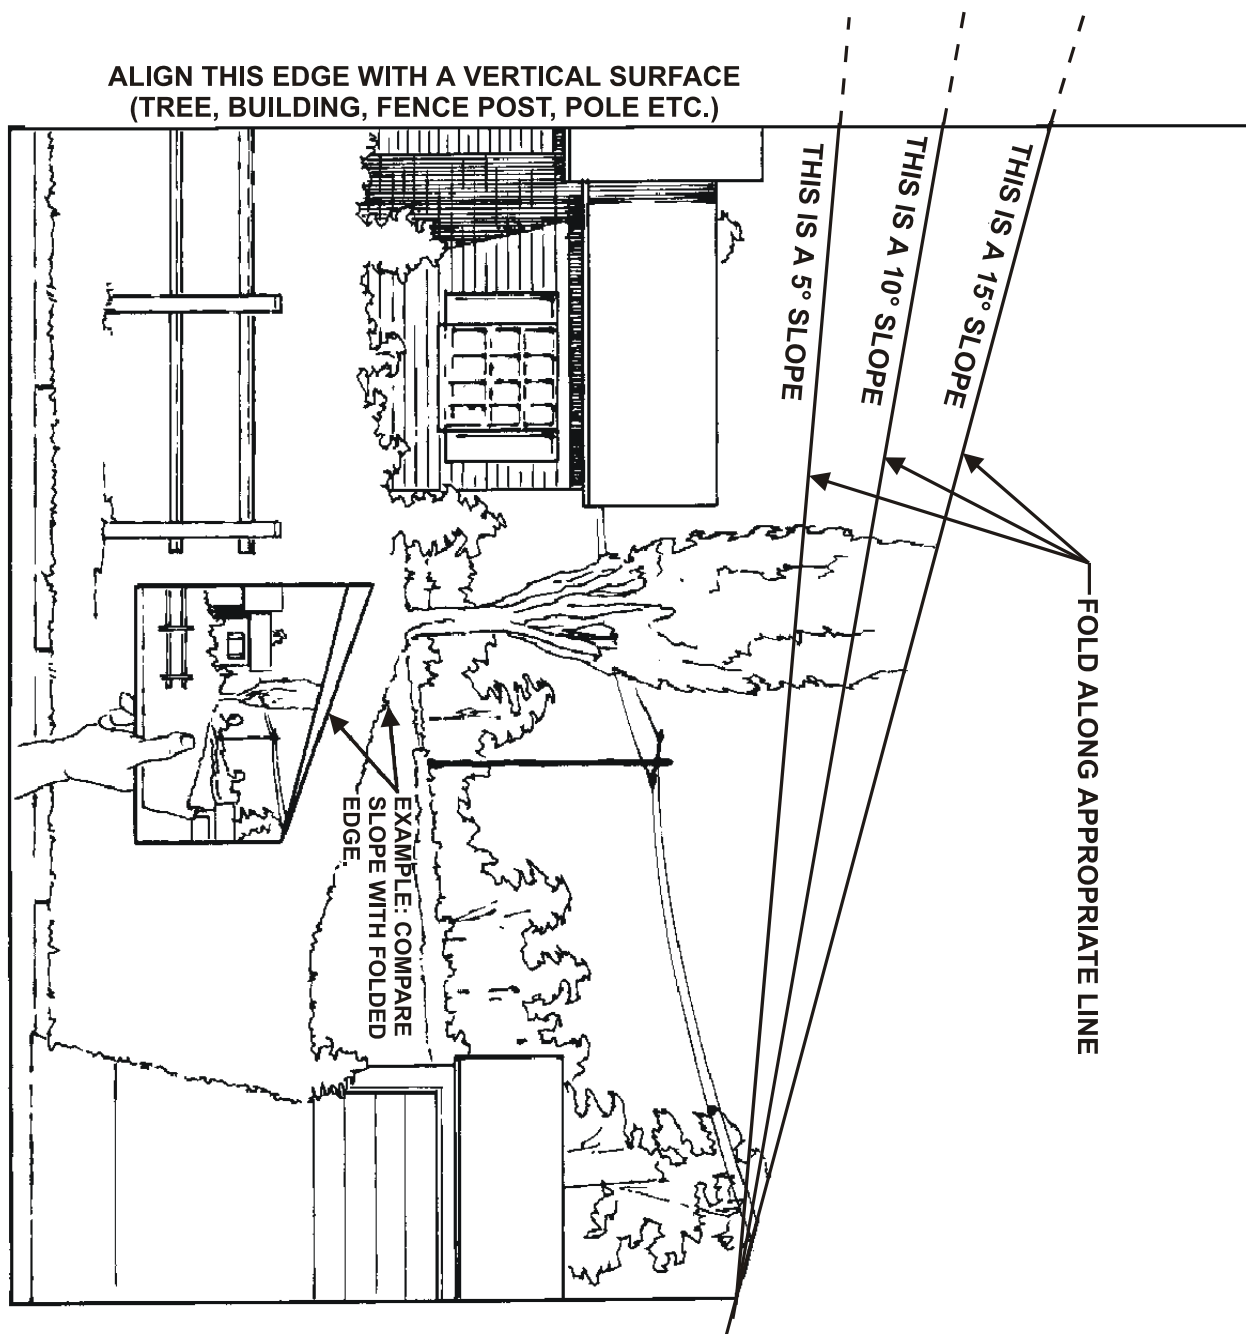 ALIGN THIS EDGE WITH A VERTICAL SURFACE
(TREE, BUILDING, FENCE POST, POLE ETC.)
THIS IS A 5° SLOPE
THIS IS A 10° SLOPE
THIS IS A 15° SLOPE
FOLD ALONG APPROPRIATE LINE
EXAMPLE: COMPARE
SLOPE WITH FOLDED
EDGE.